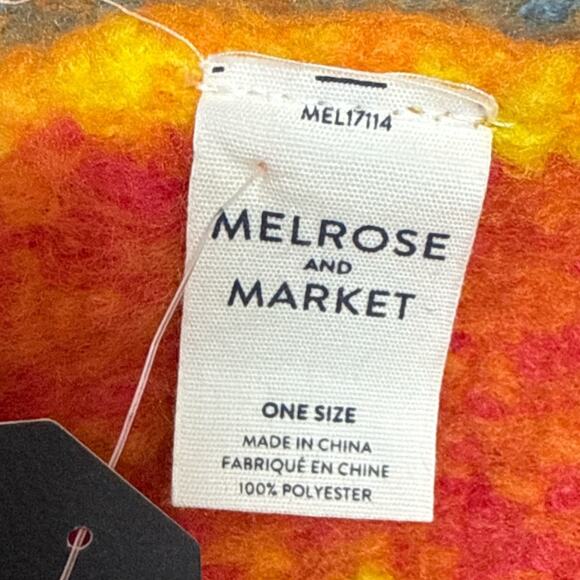 MEL17114
MELROSE
AND
MARKET
ONE SIZE
MADE IN CHINA
FABRIQUÉ EN CHINE
100% POLYESTER